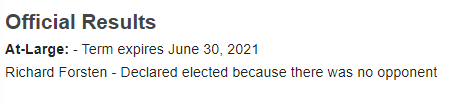 Official Results
At-Large: - Term expires June 30, 2021
Richard Forsten - Declared elected because there was no opponent